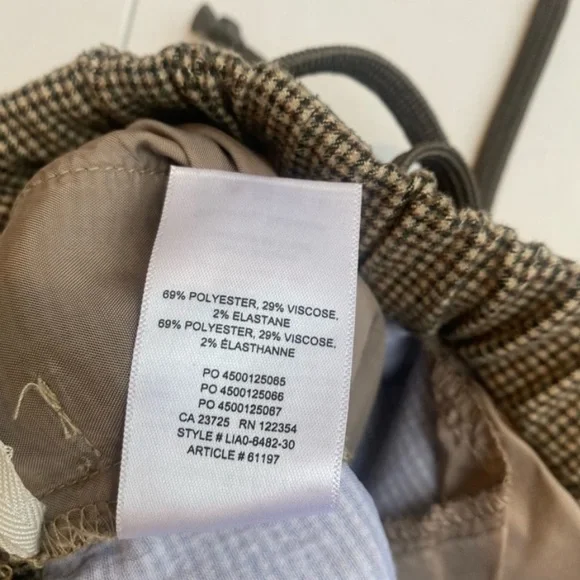 69% POLYESTER, 29% VISCOSE,
2% ELASTANE
69% POLYESTER, 29% VISCOSE,
2% ÉLASTHANNE
PO 4500125065
PO 4500125066
PO 4500125067
CA 23725 RN 122354
STYLE # LIA0-6482-30
ARTICLE # 61197